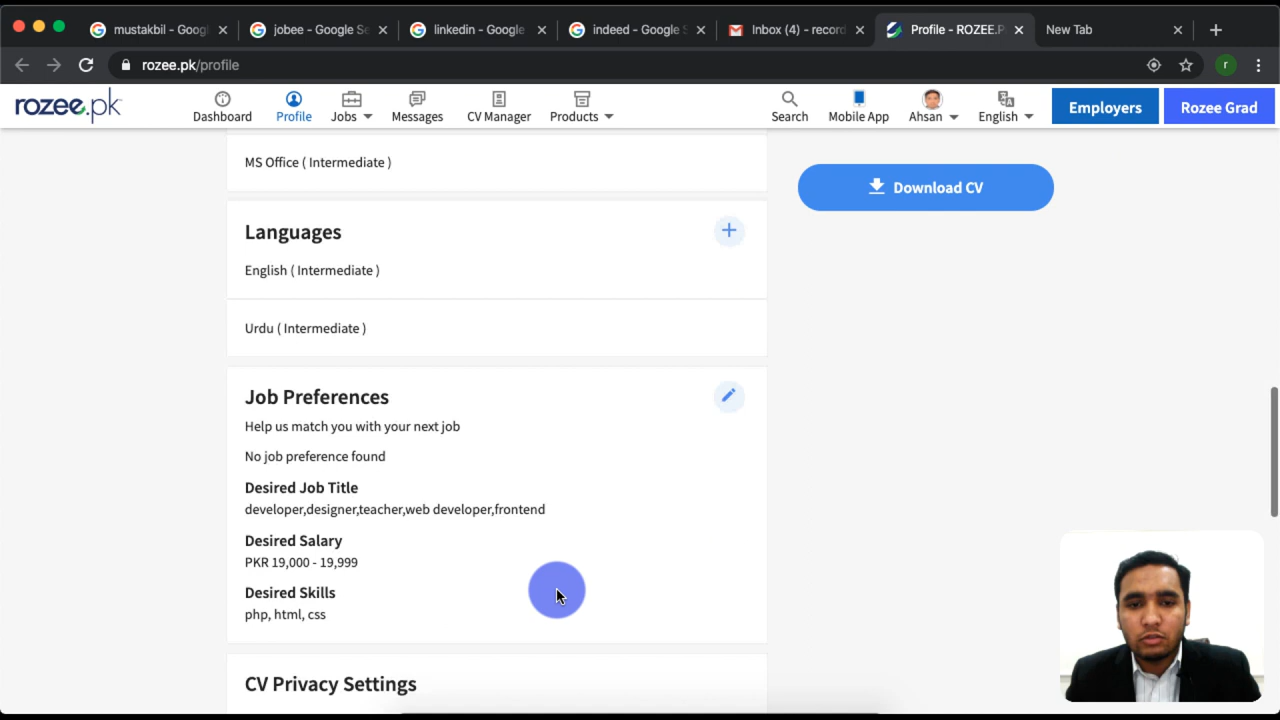 mustakbil - Goog
jobee - Google Se
linkedin - Google
indeed - Google S
Inbox (4) - record
Profile - ROZEE.P
New Tab
rozee.pk/profile
r
rozee.pk
Dashboard
Profile
Jobs
Messages
CV Manager
Products
Search
Mobile App
Ahsan
English
Employers
Rozee Grad
MS Office ( Intermediate )
Download CV
Languages
English ( Intermediate )
Urdu ( Intermediate )
Job Preferences
Help us match you with your next job
No job preference found
Desired Job Title
developer,designer,teacher,web developer,frontend
Desired Salary
PKR 19,000 - 19,999
Desired Skills
php, html, css
CV Privacy Settings